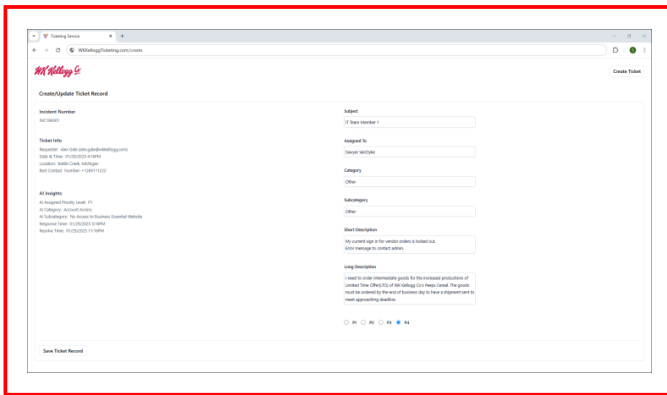 Ticketing Service
WKKelloggTicketing.com/create
WK Kellogg Co
Create Ticket
Create/Update Ticket Record
Incident Number
Ticket Info
Requester: Alex Gale (alex.gale@wkkellogg.com)
Date & Time: 01/29/2025 4:16PM
Location: Battle Creek, Michigan
Best Contact Number: +1269111222
AI Insights
AI Assigned Priority Level: P1
AI Category: Account Access
AI Subcategory: No Access to Business Essential Website
Response Time: 01/29/2025 5:16PM
Resolve Time: 01/29/2025 11:16PM
Subject
IT Team Member 1
Assigned To
Sawyer VanDyke
Category
Other
Subcategory
Other
Short Description
My current sign in for vendor orders is locked out.
Error message to contact admin.
Long Description
I need to order intermediate goods for the increased productions of
Limited Time Offer(LTO) of WK Kellogg Co's Peeps Cereal. The goods
must be ordered by the end of business day to have a shipment sent to
meet approaching deadline.
P1 P2 P3 P4
Save Ticket Record